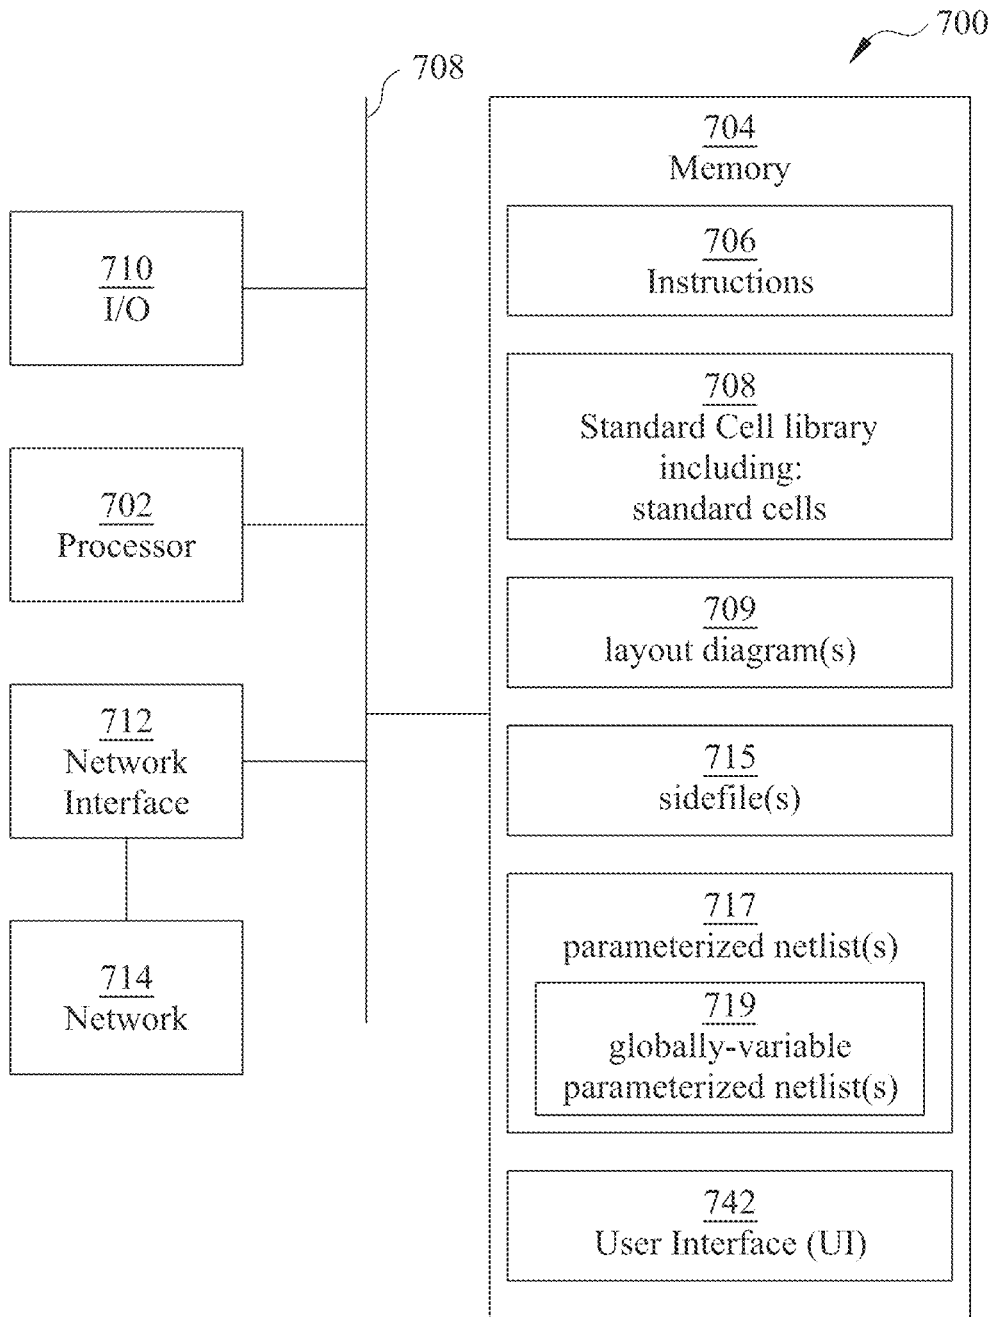 700
708
704
Memory
706
Instructions
710
I/O
708
Standard Cell library
including:
standard cells
702
Processor
709
layout diagram(s)
712
Network
Interface
715
sidefile(s)
717
parameterized netlist(s)
719
globally-variable
parameterized netlist(s)
714
Network
742
User Interface (UI)